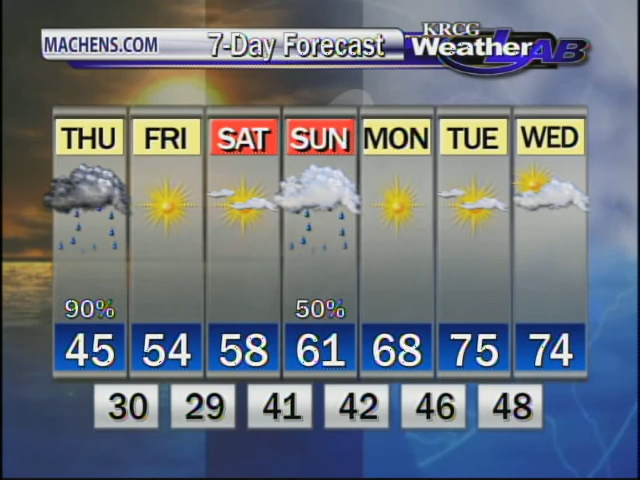 MACHENS.COM 7-Day Forecast KRCG
WeatherLAB
THU FRI SAT SUN MON TUE WED
90% 50%
45 54 58 61 68 75 74
30 29 41 42 46 48